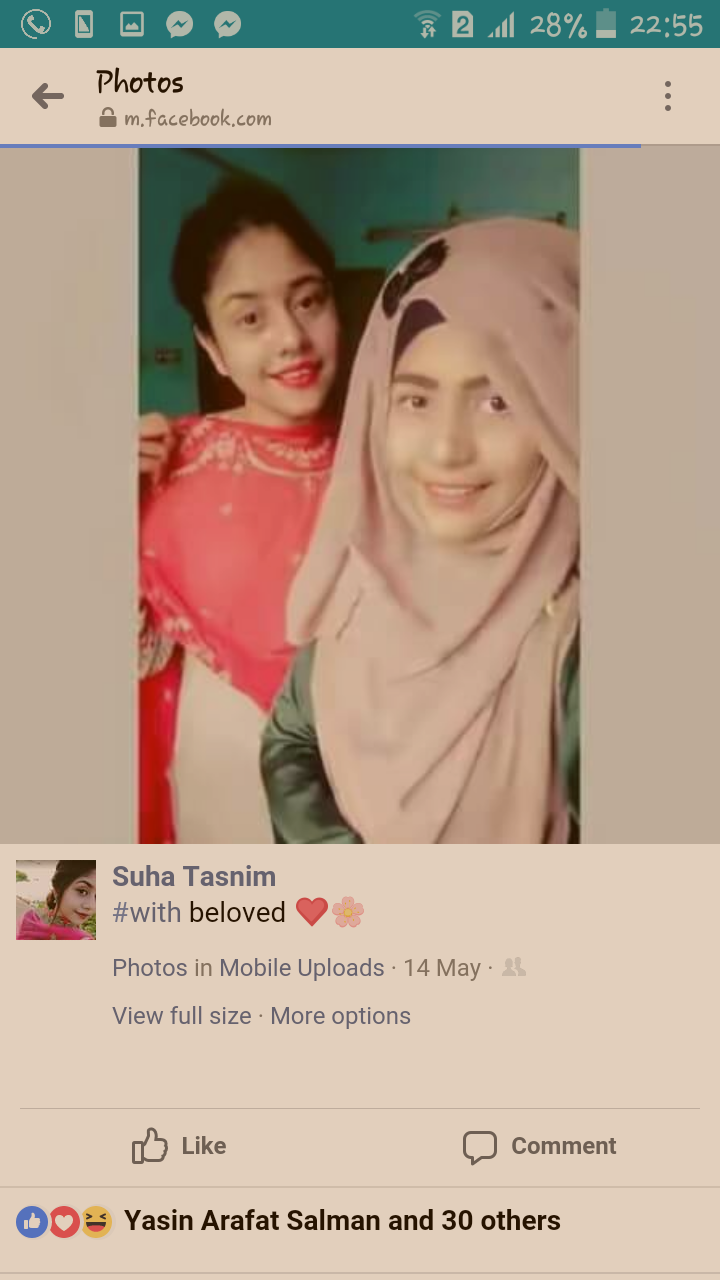 2 28% 22:55
Photos
m.facebook.com
Suha Tasnim
#with beloved ❤️🌸
Photos in Mobile Uploads · 14 May ·
View full size · More options
Like Comment
Yasin Arafat Salman and 30 others